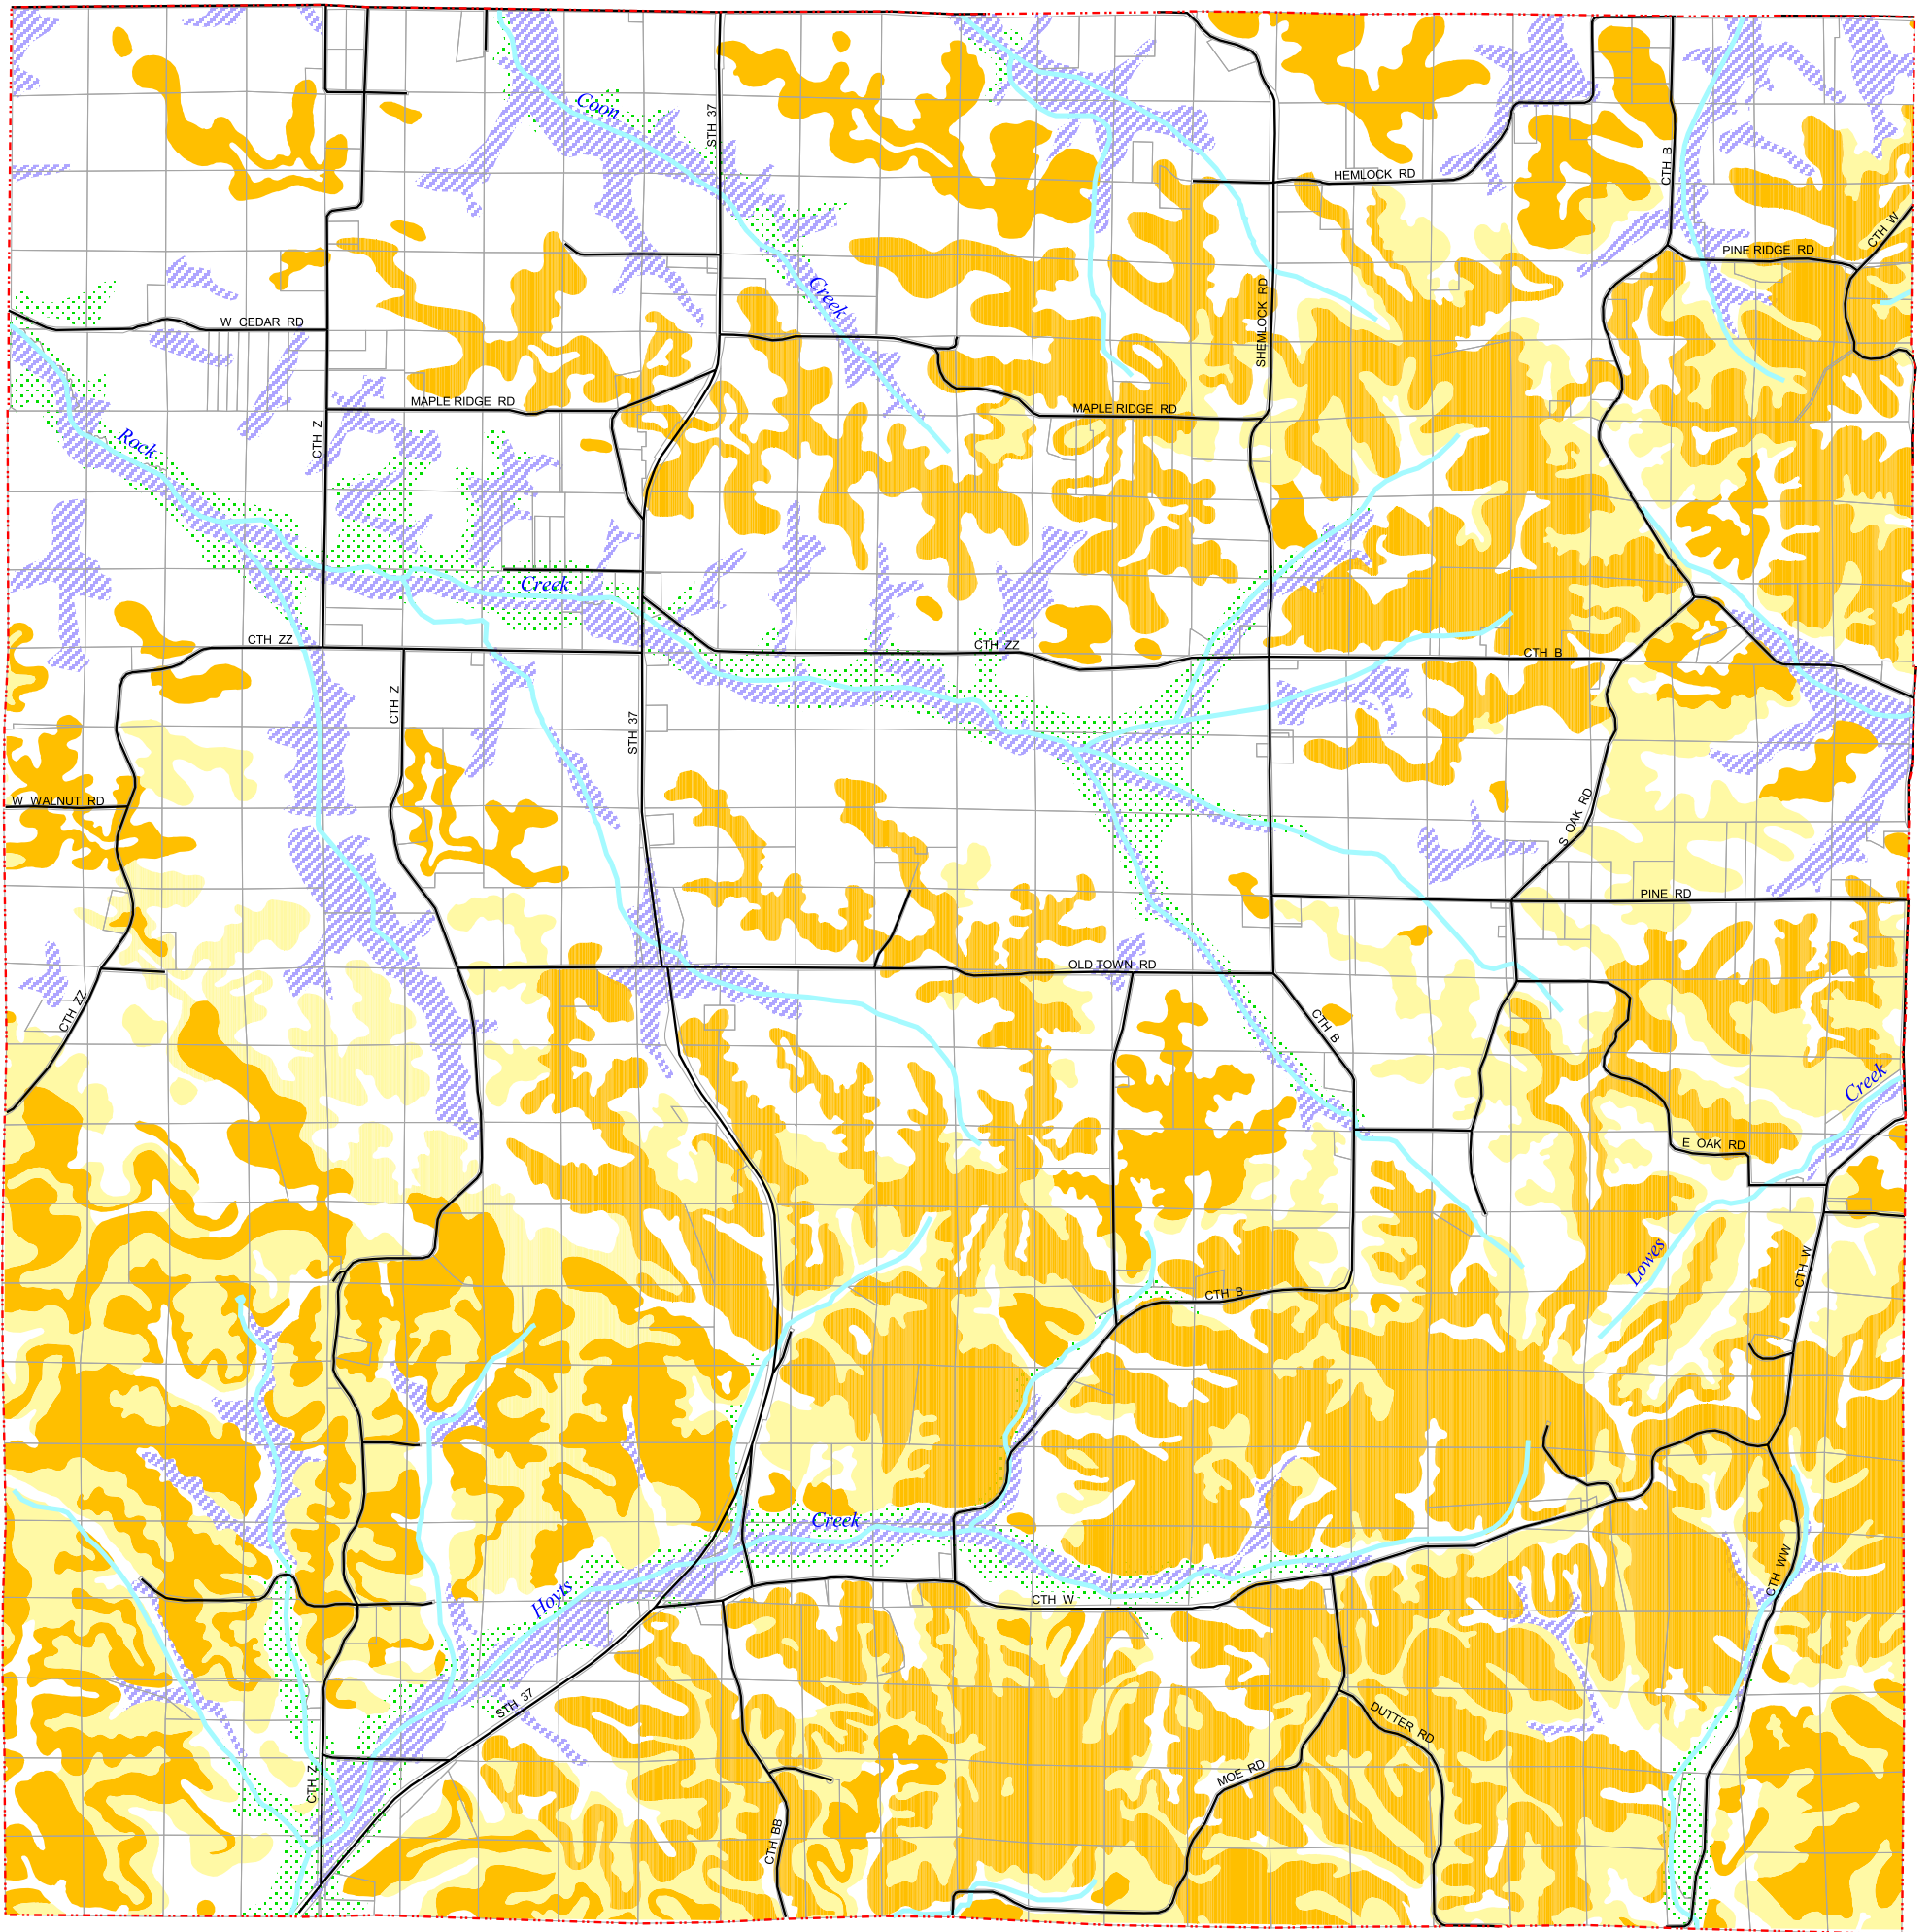 Coon
STH 37
HEMLOCK RD
CTH B
CTH W
PINE RIDGE RD
Creek
SHEMLOCK RD
W CEDAR RD
MAPLE RIDGE RD
MAPLE RIDGE RD
CTH Z
Rock
Creek
CTH ZZ
CTH ZZ
CTH B
CTH Z
STH 37
W WALNUT RD
S OAK RD
PINE RD
OLD TOWN RD
CTH ZZ
CTH B
Creek
E OAK RD
Lowes
CTH W
CTH B
Creek
CTH WW
Hoyts
CTH W
STH 37
DUTTER RD
MOE RD
CTH Z
CTH BB